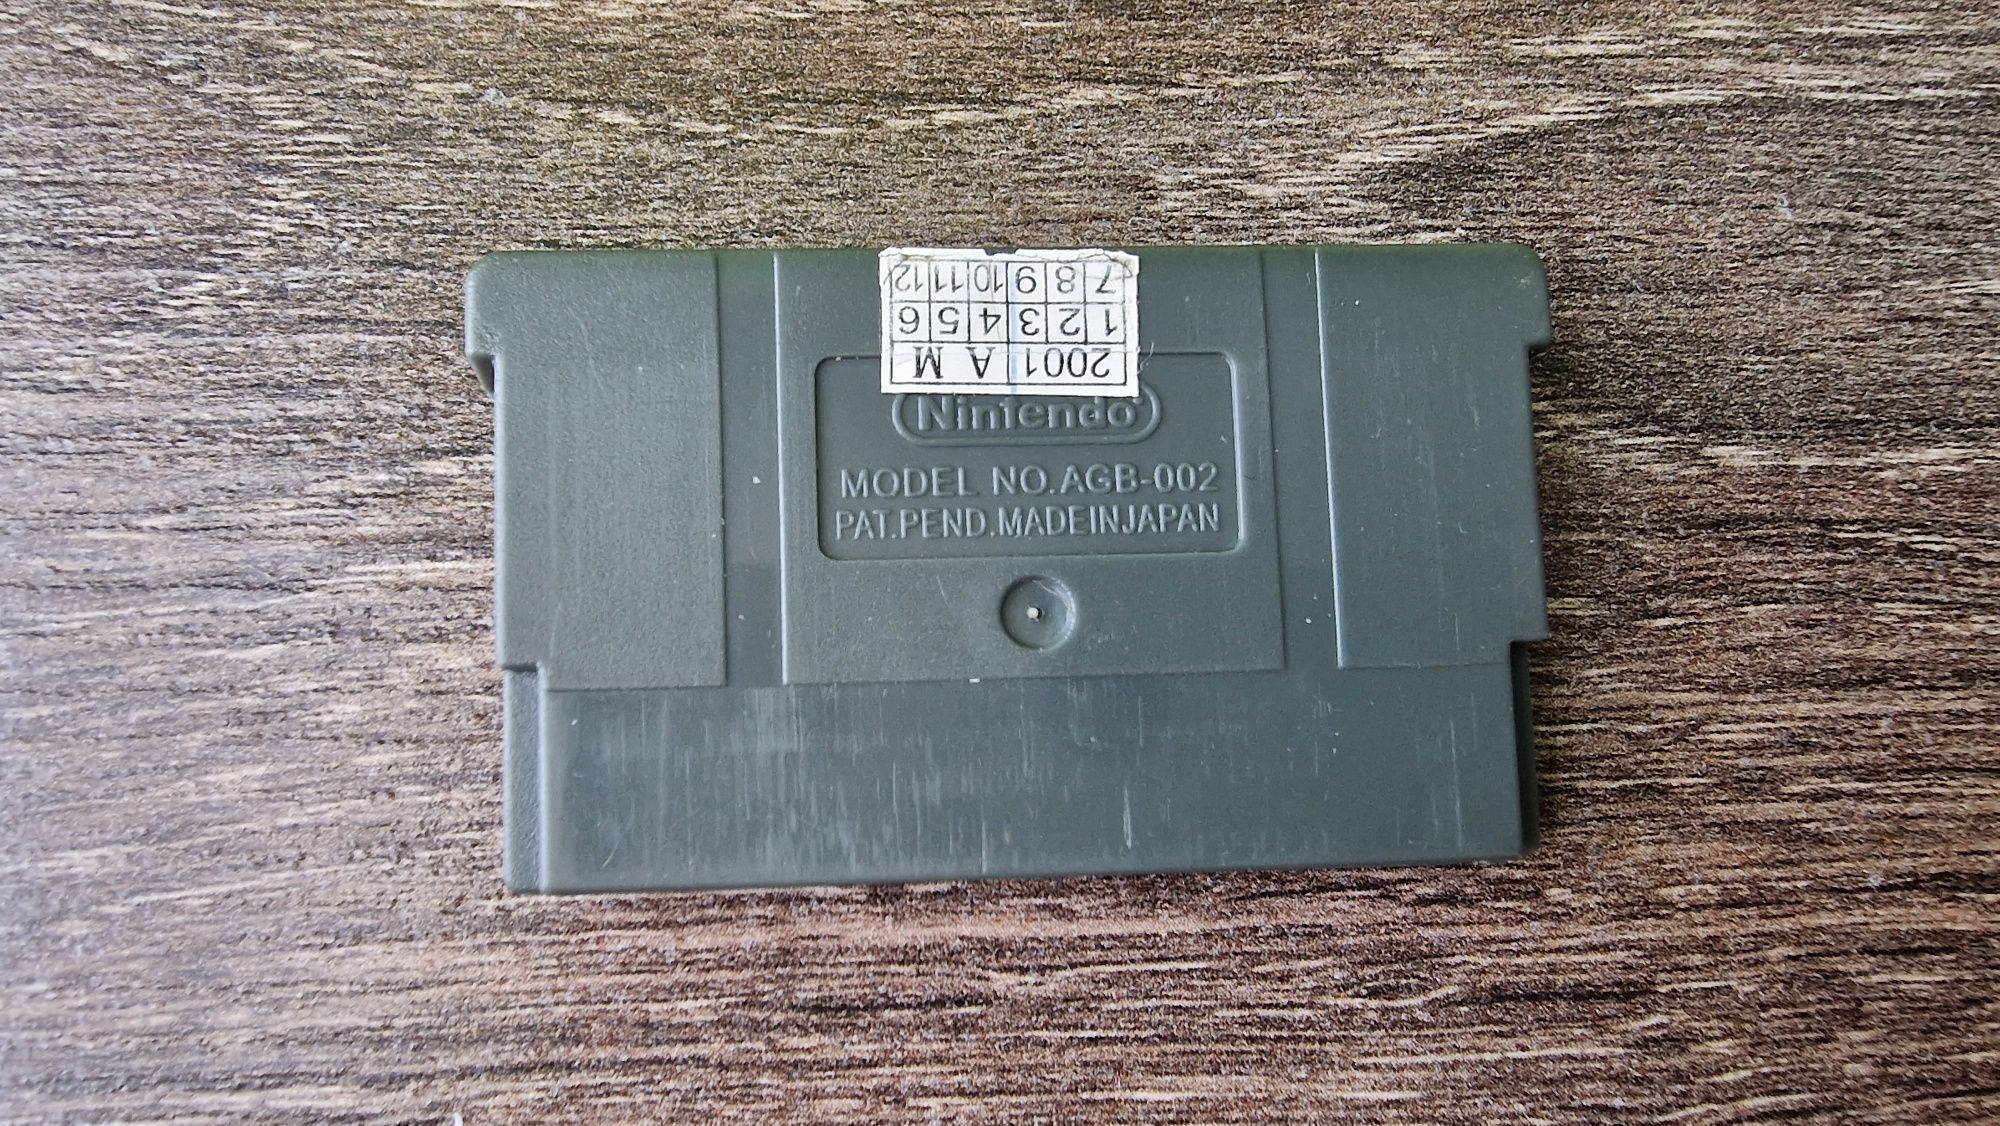 2001 A M
1 2 3 4 5 6
7 8 9 10 11 12
Nintendo
MODEL NO.AGB-002
PAT.PEND.MADEINJAPAN